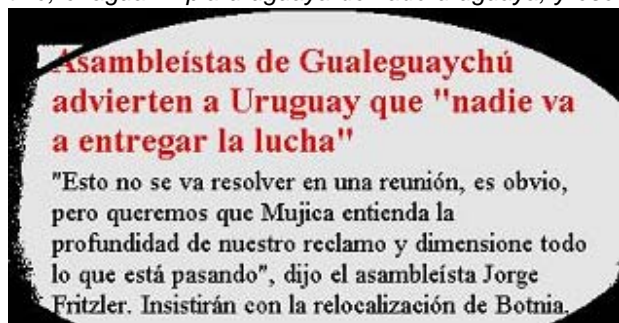 Asambleístas de Gualeguaychú
advierten a Uruguay que "nadie va
a entregar la lucha"
"Esto no se va resolver en una reunión, es obvio,
pero queremos que Mujica entienda la
profundidad de nuestro reclamo y dimensione todo
lo que está pasando", dijo el asambleísta Jorge
Fritzler. Insistirán con la relocalización de Botnia.